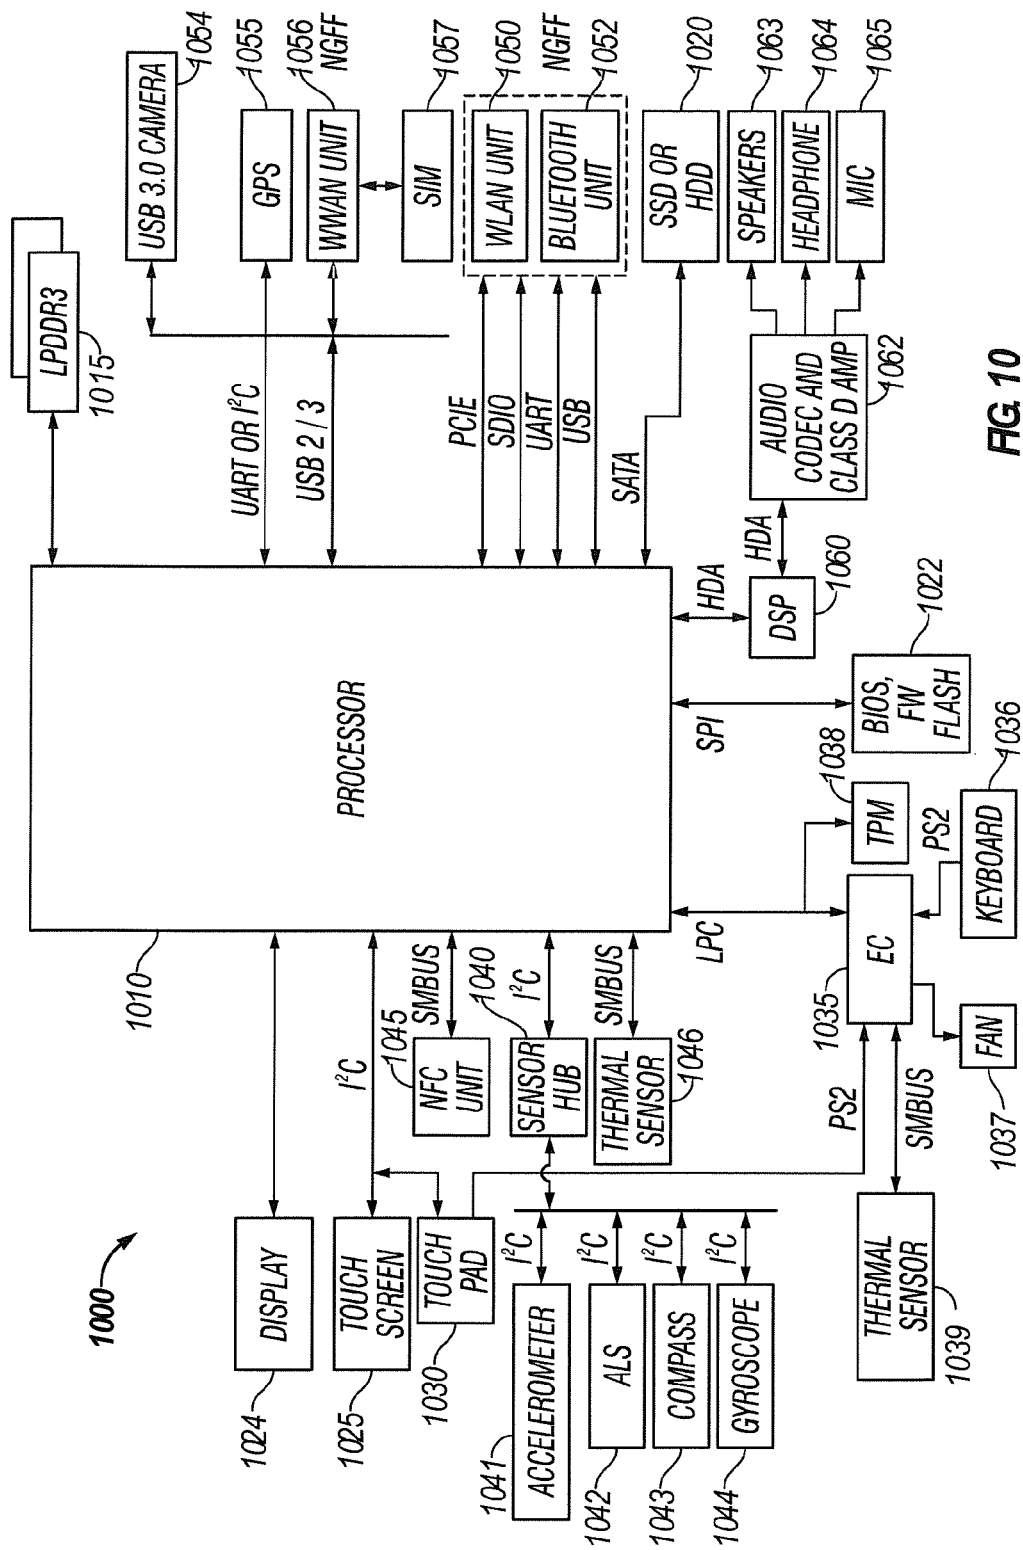 1000
LPDDR3
1015
USB 3.0 CAMERA
1054
GPS
1055
WWAN UNIT
1056
NGFF
SIM
1057
WLAN UNIT
1050
BLUETOOTH
UNIT
1052
NGFF
SSD OR
HDD
1020
SPEAKERS
1063
HEADPHONE
1064
MIC
1065
UART OR I²C
USB 2 / 3
PCIE
SDIO
UART
USB
SATA
AUDIO
CODEC AND
CLASS D AMP
1062
HDA
DSP
1060
HDA
PROCESSOR
1010
SPI
BIOS,
FW
FLASH
1022
LPC
TPM
1038
PS2
KEYBOARD
1036
EC
1035
FAN
1037
PS2
SMBUS
THERMAL
SENSOR
1039
I²C
SMBUS
NFC
UNIT
1045
I²C
SENSOR
HUB
1040
SMBUS
THERMAL
SENSOR
1046
DISPLAY
1024
TOUCH
SCREEN
1025
TOUCH
PAD
1030
I²C
ACCELEROMETER
1041
I²C
ALS
1042
I²C
COMPASS
1043
I²C
GYROSCOPE
1044
FIG. 10